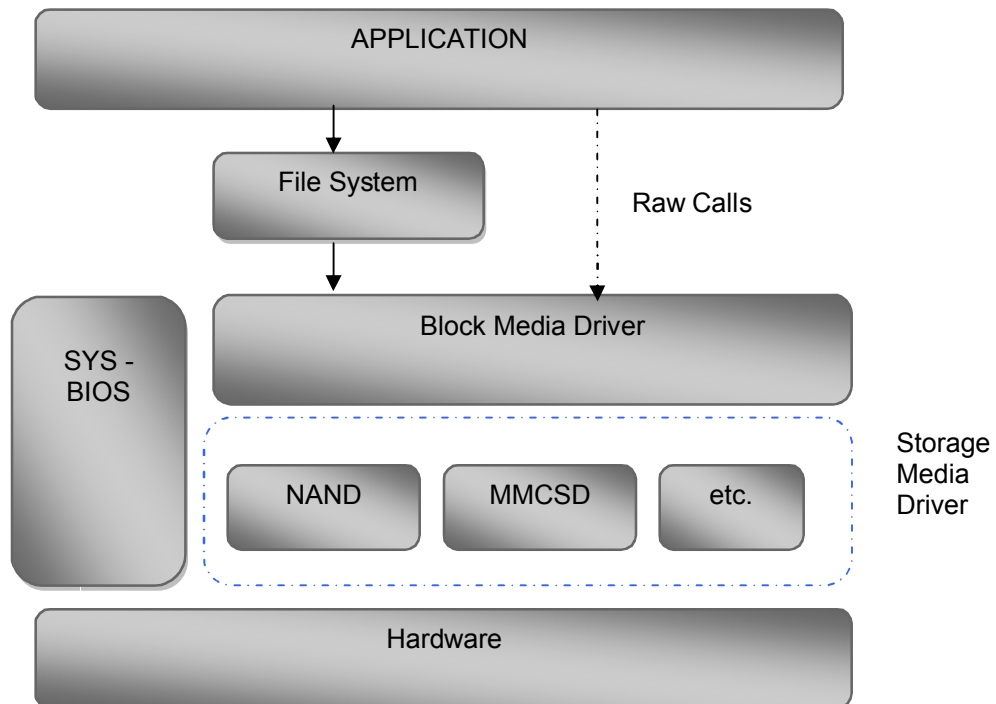 APPLICATION
File System
Raw Calls
Block Media Driver
SYS -
BIOS
Storage
Media
Driver
NAND
MMCSD
etc.
Hardware